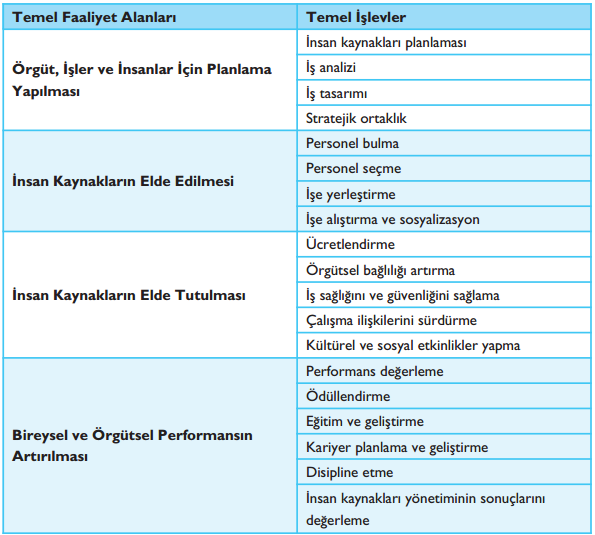 Temel Faaliyet Alanları
Temel İşlevler
Örgüt, İşler ve İnsanlar İçin Planlama
Yapılması
İnsan kaynakları planlaması
İş analizi
İş tasarımı
Stratejik ortaklık
İnsan Kaynakların Elde Edilmesi
Personel bulma
Personel seçme
İşe yerleştirme
İşe alıştırma ve sosyalizasyon
İnsan Kaynakların Elde Tutulması
Ücretlendirme
Örgütsel bağlılığı artırma
İş sağlığını ve güvenliğini sağlama
Çalışma ilişkilerini sürdürme
Kültürel ve sosyal etkinlikler yapma
Bireysel ve Örgütsel Performansın
Artırılması
Performans değerleme
Ödüllendirme
Eğitim ve geliştirme
Kariyer planlama ve geliştirme
Disipline etme
İnsan kaynakları yönetiminin sonuçlarını
değerleme